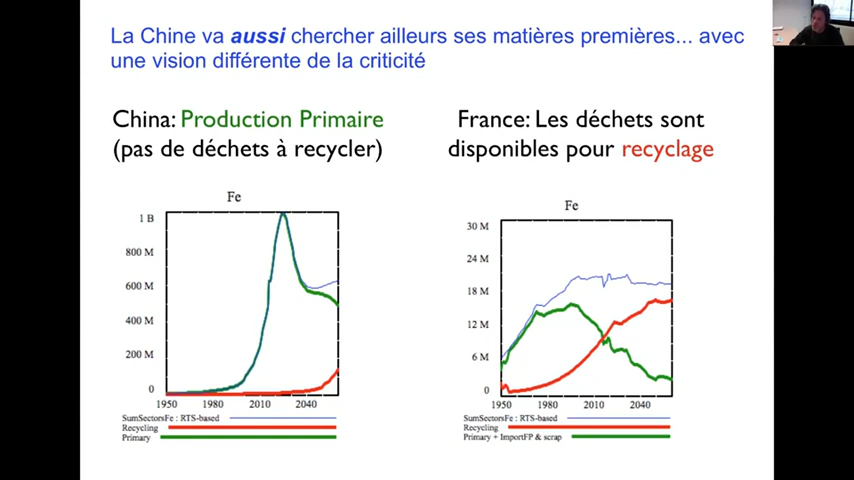 La Chine va aussi chercher ailleurs ses matières premières... avec
une vision différente de la criticité
China: Production Primaire
(pas de déchets à recycler)
Fe
1 B
800 M
600 M
400 M
200 M
0
1950
1980
2010
2040
SumSectorsFe : RTS-based
Recycling
Primary
France: Les déchets sont
disponibles pour recyclage
Fe
30 M
24 M
18 M
12 M
6 M
0
1950
1980
2010
2040
SumSectorsFe : RTS-based
Recycling
Primary + ImportFP & scrap